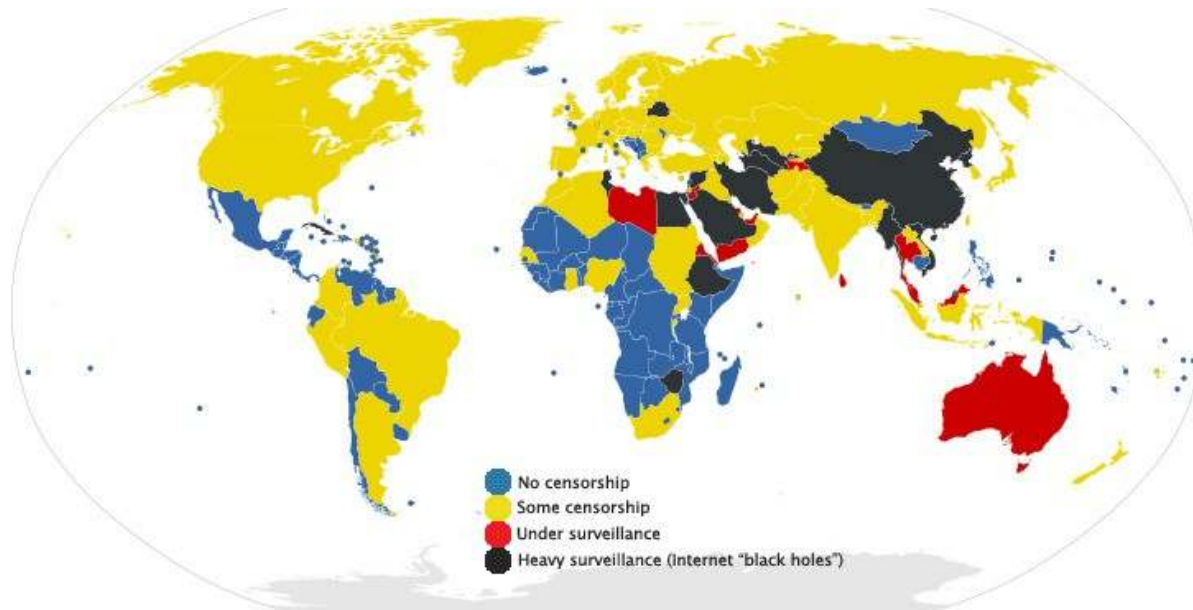 No censorship
Some censorship
Under surveillance
Heavy surveillance (Internet “black holes”)